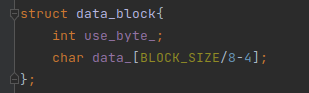 struct data_block{
    int use_byte_;
    char data_[BLOCK_SIZE/8-4];
};